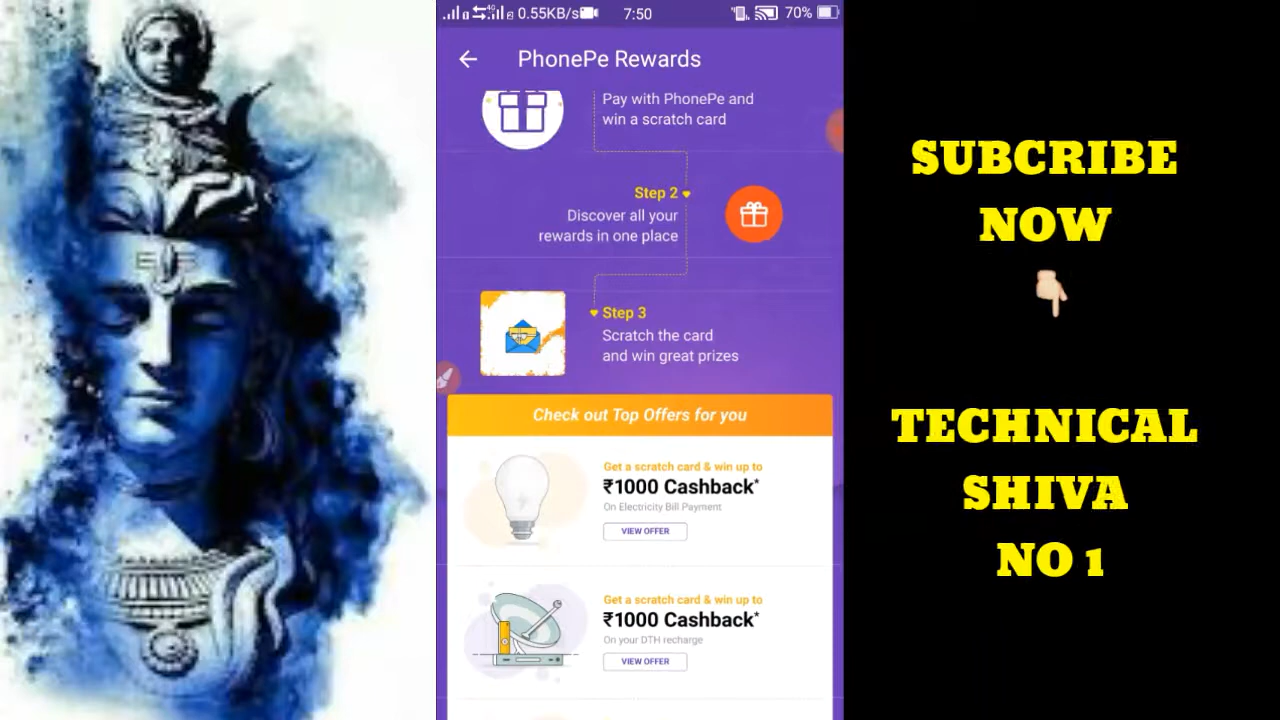 0.55KB/s
7:50
70%
PhonePe Rewards
Pay with PhonePe and
win a scratch card
Step 2
Discover all your
rewards in one place
Step 3
Scratch the card
and win great prizes
Check out Top Offers for you
Get a scratch card & win up to
₹1000 Cashback*
On Electricity Bill Payment
VIEW OFFER
Get a scratch card & win up to
₹1000 Cashback*
On your DTH recharge
VIEW OFFER
SUBCRIBE
NOW
TECHNICAL
SHIVA
NO 1